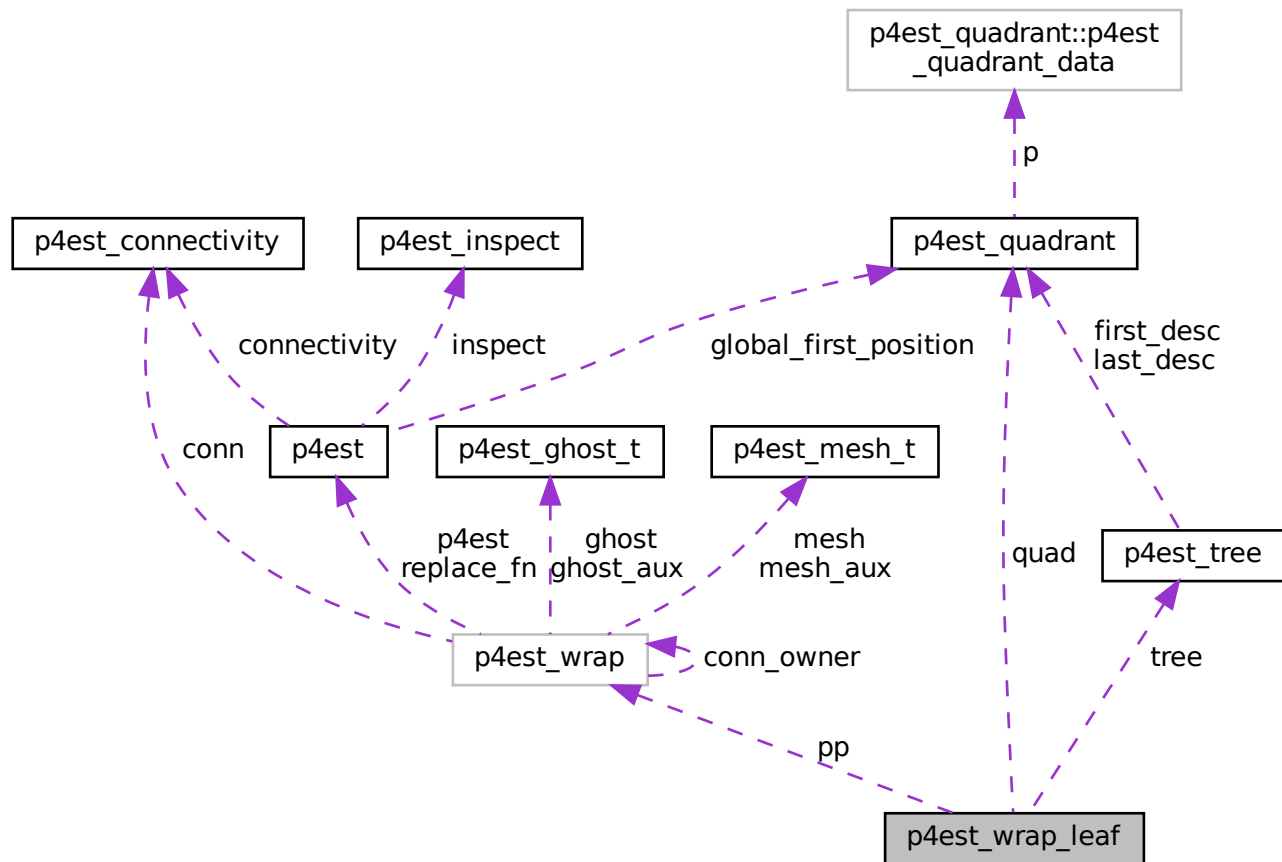 p4est_quadrant::p4est
_quadrant_data
p
p4est_connectivity
p4est_inspect
p4est_quadrant
connectivity
inspect
global_first_position
first_desc
last_desc
conn
p4est
p4est_ghost_t
p4est_mesh_t
p4est
replace_fn
ghost
ghost_aux
mesh
mesh_aux
quad
p4est_tree
p4est_wrap
conn_owner
tree
pp
p4est_wrap_leaf